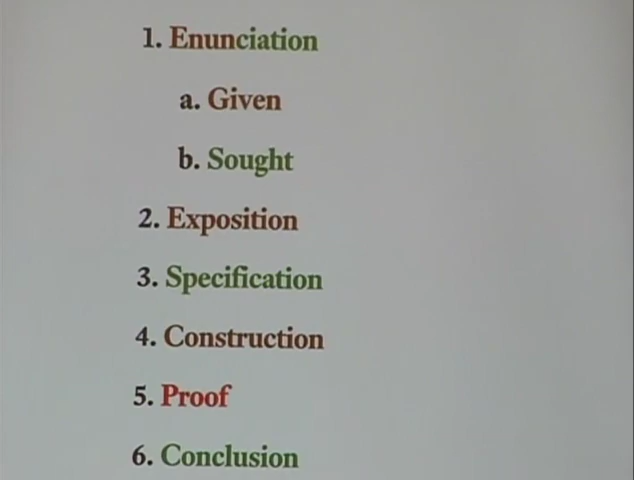 1. Enunciation
a. Given
b. Sought
2. Exposition
3. Specification
4. Construction
5. Proof
6. Conclusion